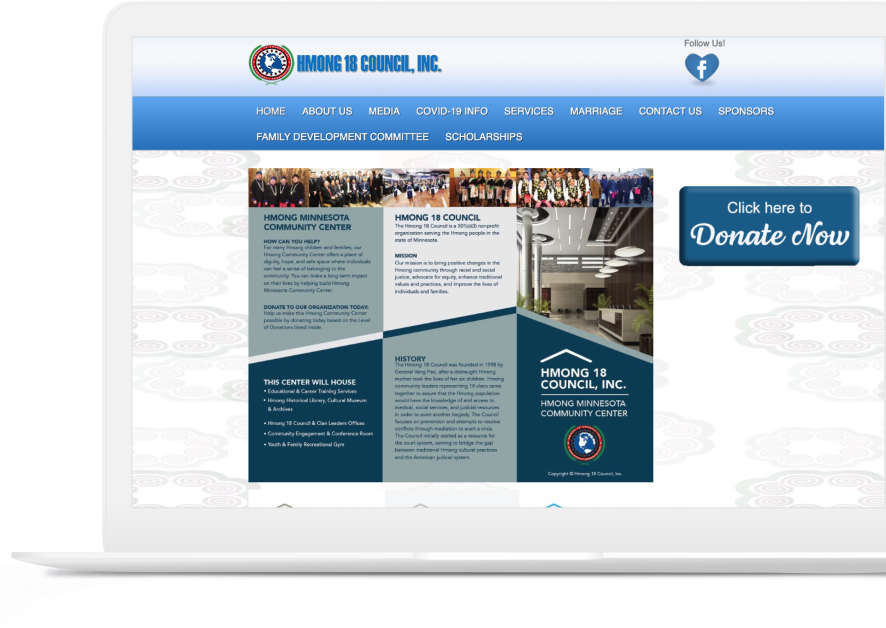 HMONG 18 COUNCIL, INC.
Follow Us!
HOME ABOUT US MEDIA COVID-19 INFO SERVICES MARRIAGE CONTACT US SPONSORS
FAMILY DEVELOPMENT COMMITTEE SCHOLARSHIPS
HMONG MINNESOTA
COMMUNITY CENTER
HOW CAN YOU HELP?
For many Hmong children and families, our
Hmong Community Center offers a place of
dignity, hope, and safe space where individuals
can feel a sense of belonging to the
community. You can make a long-term impact
on their lives by helping build Hmong
Minnesota Community Center.
DONATE TO OUR ORGANIZATION TODAY:
Help us make this Hmong Community Center
possible by donating today based on the Level
of Donations listed inside.
THIS CENTER WILL HOUSE
• Educational & Career Training Services
• Hmong Historical Library, Cultural Museum
& Archives
• Hmong 18 Council & Clan Leaders Offices
• Community Engagement & Conference Room
• Youth & Family Recreational Gym
HMONG 18 COUNCIL
The Hmong 18 Council is a 501(c)(3) nonprofit
organization serving the Hmong people in the
state of Minnesota.
MISSION
Our mission is to bring positive changes in the
Hmong community through racial and social
justice, advocate for equity, enhance traditional
values and practices, and improve the lives of
individuals and families.
HISTORY
The Hmong 18 Council was founded in 1998 by
General Vang Pao, after a distraught Hmong
mother took the lives of her six children. Hmong
community leaders representing 18 clans came
together to ensure that the Hmong population
would have the knowledge of and access to
medical, social services, and judicial resources
in order to avert another tragedy. The Council
focuses on prevention and attempts to resolve
conflicts through mediation to avert a crisis.
The Council initially started as a resource for
the court system, serving to bridge the gap
between traditional Hmong cultural practices
and the American judicial system.
HMONG 18
COUNCIL, INC.
HMONG MINNESOTA
COMMUNITY CENTER
Copyright © Hmong 18 Council, Inc.
Click here to
Donate Now